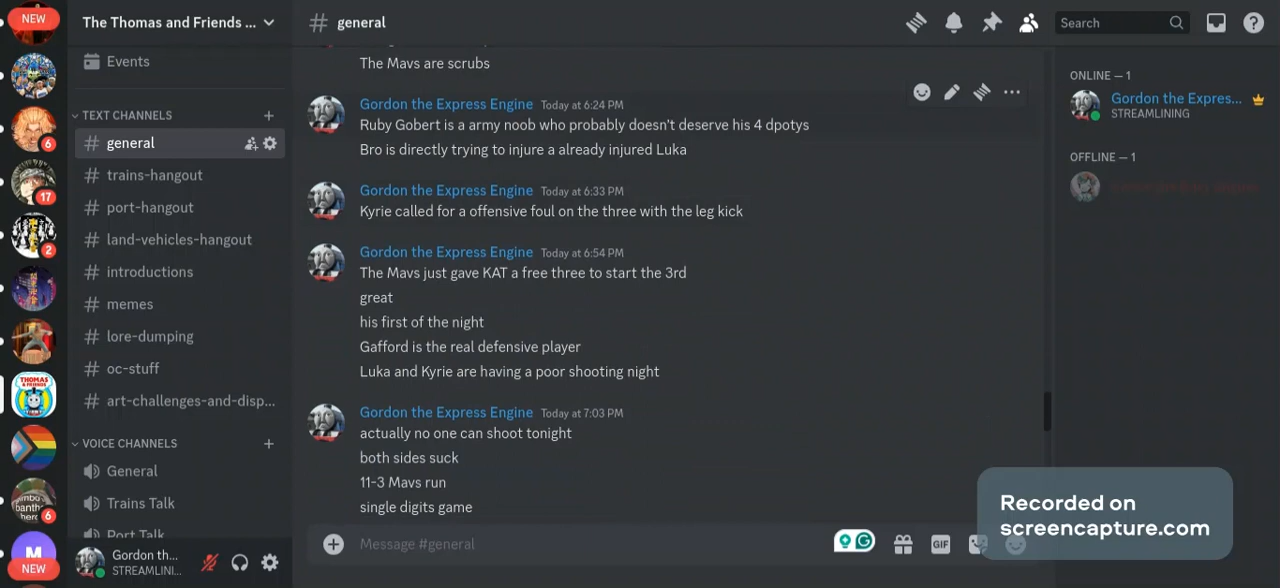 NEW
The Thomas and Friends ...
# general
Search
Events
The Mavs are scrubs
ONLINE — 1
Gordon the Expres...
STREAMLINING
OFFLINE — 1
TEXT CHANNELS
# general
# trains-hangout
# port-hangout
# land-vehicles-hangout
# introductions
# memes
# lore-dumping
# oc-stuff
# art-challenges-and-disp...
VOICE CHANNELS
General
Trains Talk
Port Talk
Gordon th...
STREAMLINI...
6
17
2
THOMAS & FRIENDS
6
M
NEW
Gordon the Express Engine Today at 6:24 PM
Ruby Gobert is a army noob who probably doesn't deserve his 4 dpotys
Bro is directly trying to injure a already injured Luka
Gordon the Express Engine Today at 6:33 PM
Kyrie called for a offensive foul on the three with the leg kick
Gordon the Express Engine Today at 6:54 PM
The Mavs just gave KAT a free three to start the 3rd
great
his first of the night
Gafford is the real defensive player
Luka and Kyrie are having a poor shooting night
Gordon the Express Engine Today at 7:03 PM
actually no one can shoot tonight
both sides suck
11-3 Mavs run
single digits game
Message #general
GIF
Recorded on
screencapture.com